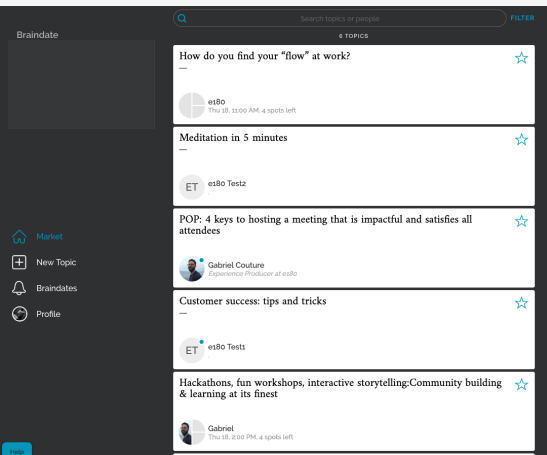 Search topics or people
FILTER
Braindate
6 TOPICS
How do you find your “flow” at work?
—
e180
Thu 18, 11:00 AM, 4 spots left
Meditation in 5 minutes
—
ET
e180 Test2
POP: 4 keys to hosting a meeting that is impactful and satisfies all
attendees
Gabriel Couture
Experience Producer at e180
Customer success: tips and tricks
—
ET
e180 Test1
Hackathons, fun workshops, interactive storytelling:Community building
& learning at its finest
Gabriel
Thu 18, 2:00 PM, 4 spots left
Market
New Topic
Braindates
Profile
Help